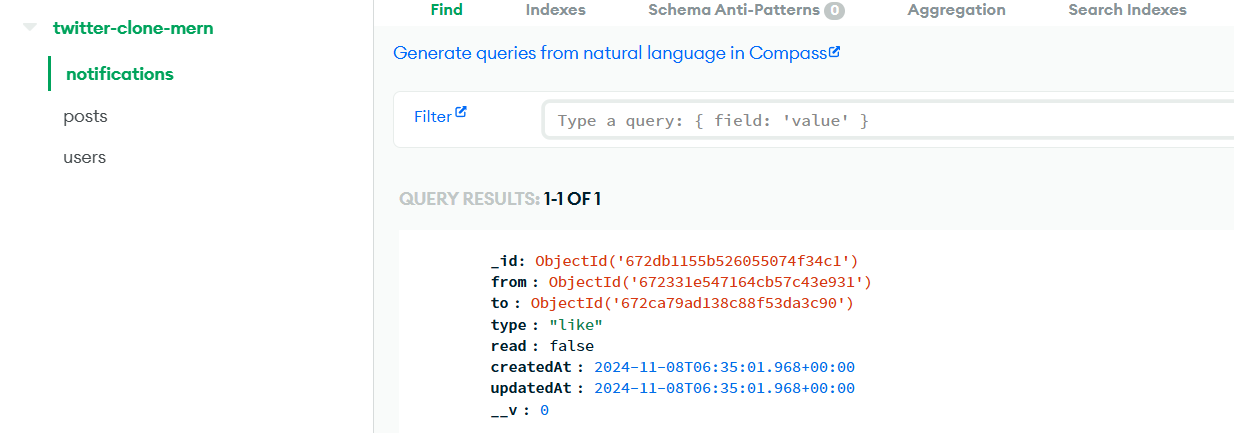 twitter-clone-mern
notifications
posts
users
Find Indexes Schema Anti-Patterns 0 Aggregation Search Indexes
Generate queries from natural language in Compass
Filter Type a query: { field: 'value' }
QUERY RESULTS: 1-1 OF 1
_id: ObjectId('672db1155b526055074f34c1')
from: ObjectId('672331e547164cb57c43e931')
to: ObjectId('672ca79ad138c88f53da3c90')
type: "like"
read: false
createdAt: 2024-11-08T06:35:01.968+00:00
updatedAt: 2024-11-08T06:35:01.968+00:00
__v: 0